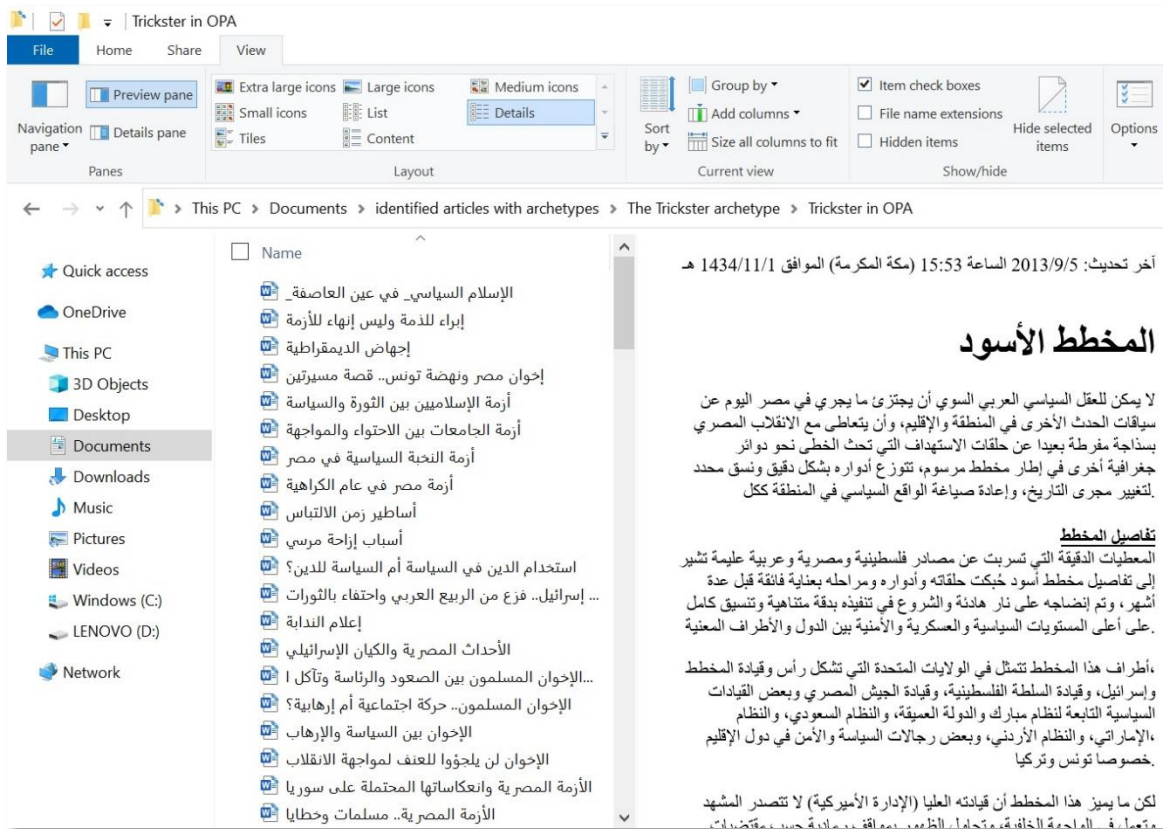 Trickster in OPA
File Home Share View
Navigation pane
Preview pane
Details pane
Panes
Extra large icons Large icons Medium icons
Small icons List Details
Tiles Content
Layout
Sort by
Group by
Add columns
Size all columns to fit
Current view
Item check boxes
File name extensions
Hidden items
Hide selected items
Show/hide
Options
This PC > Documents > identified articles with archetypes > The Trickster archetype > Trickster in OPA
Quick access
OneDrive
This PC
3D Objects
Desktop
Documents
Downloads
Music
Pictures
Videos
Windows (C:)
LENOVO (D:)
Network
Name
الإسلام السياسي_ في عين العاصفة_
إبراء للذمة وليس إنهاء للأزمة
إجهاض الديمقراطية
إخوان مصر ونهضة تونس.. قصة مسيرتين
أزمة الإسلاميين بين الثورة والسياسة
أزمة الجامعات بين الاحتواء والمواجهة
أزمة النخبة السياسية في مصر
أزمة مصر في عام الكراهية
أساطير زمن الالتباس
أسباب إزاحة مرسي
استخدام الدين في السياسة أم السياسة للدين؟
إسرائيل.. فزع من الربيع العربي واحتفاء بالثورات ...
إعلام الندابة
الأحداث المصرية والكيان الإسرائيلي
الإخوان المسلمون بين الصعود والرئاسة وتآكل ا...
الإخوان المسلمون.. حركة اجتماعية أم إرهابية؟
الإخوان بين السياسة والإرهاب
الإخوان لن يلجؤوا للعنف لمواجهة الانقلاب
الأزمة المصرية وانعكاساتها المحتملة على سوريا
الأزمة المصرية.. مسلمات وخطايا
آخر تحديث: 2013/9/5 الساعة 15:53 (مكة المكرمة) الموافق 1434/11/1 هـ
المخطط الأسود
لا يمكن للعقل السياسي العربي السوي أن يجتزئ ما يجري في مصر اليوم عن
سياقات الحدث الأخرى في المنطقة والإقليم، وأن يتعاطى مع الانقلاب المصري
بسذاجة مفرطة بعيدا عن حلقات الاستهداف التي تحث الخطى نحو دوائر
جغرافية أخرى في إطار مخطط مرسوم، تتوزع أدواره بشكل دقيق ونسق محدد
لتغيير مجرى التاريخ، وإعادة صياغة الواقع السياسي في المنطقة ككل.
تفاصيل المخطط
المعطيات الدقيقة التي تسربت عن مصادر فلسطينية ومصرية وعربية عليمة تشير
إلى تفاصيل مخطط أسود حُبكت حلقاته وأدواره ومراحله بعناية فائقة قبل عدة
أشهر، وتم إنضاجه على نار هادئة والشروع في تنفيذه بدقة متناهية وتنسيق كامل
على أعلى المستويات السياسية والعسكرية والأمنية بين الدول والأطراف المعنية.
أطراف هذا المخطط تتمثل في الولايات المتحدة التي تشكل رأس وقيادة المخطط،
وإسرائيل، وقيادة السلطة الفلسطينية، وقيادة الجيش المصري وبعض القيادات
السياسية التابعة لنظام مبارك والدولة العميقة، والنظام السعودي، والنظام
الإماراتي، والنظام الأردني، وبعض رجالات السياسة والأمن في دول الإقليم،
خصوصا تونس وتركيا.
لكن ما يميز هذا المخطط أن قيادته العليا (الإدارة الأميركية) لا تتصدر المشهد